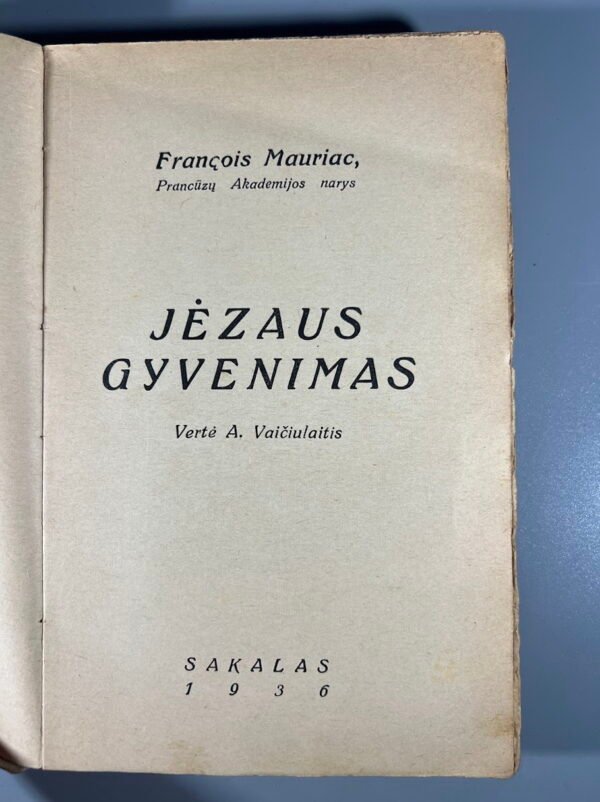 François Mauriac,
Prancūzų Akademijos narys
JĖZAUS
GYVENIMAS
Vertė A. Vaičiulaitis
SAKALAS
1936